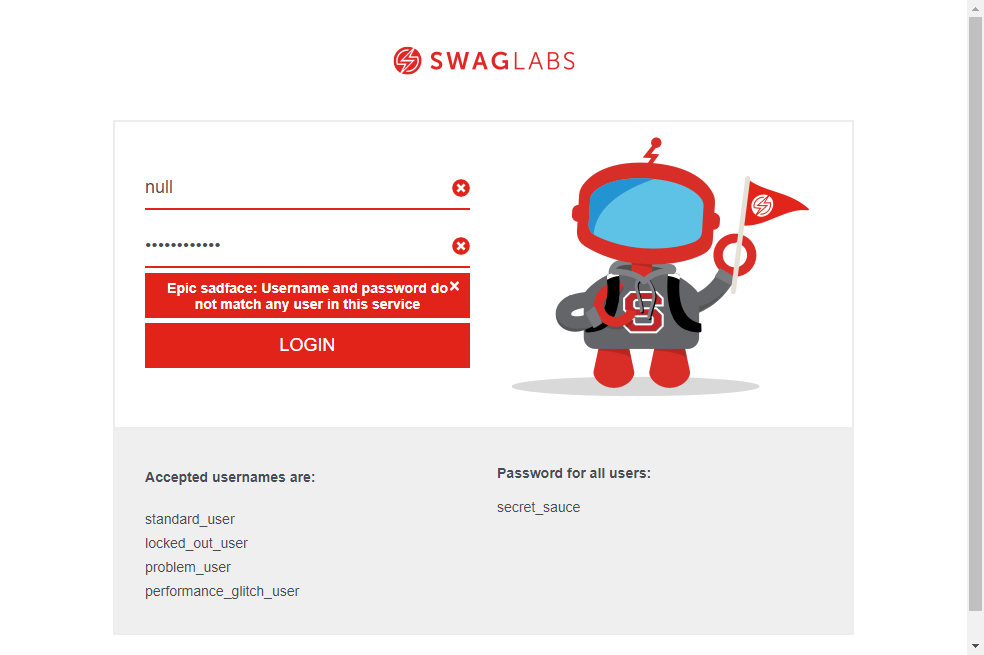 SWAGLABS
null
••••••••••••
Epic sadface: Username and password do
not match any user in this service
LOGIN
S
Accepted usernames are:
standard_user
locked_out_user
problem_user
performance_glitch_user
Password for all users:
secret_sauce